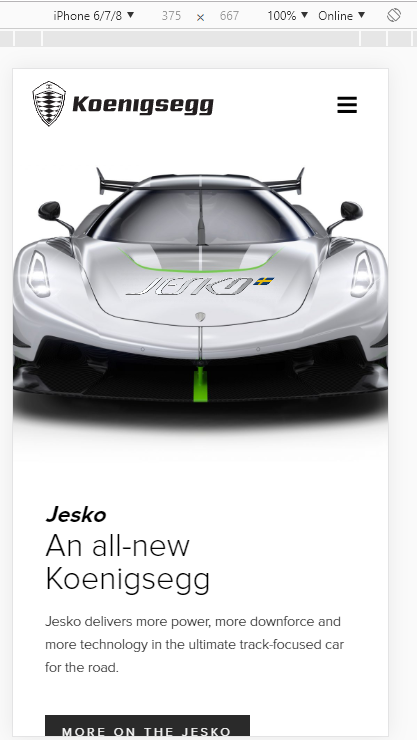 iPhone 6/7/8 ▼ 375 × 667 100% ▼ Online ▼
Koenigsegg
JESKO
Jesko
An all-new
Koenigsegg
Jesko delivers more power, more downforce and
more technology in the ultimate track-focused car
for the road.
MORE ON THE JESKO